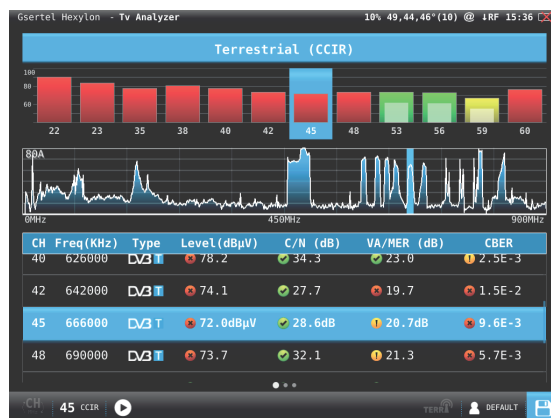 Gsertel Hexylon - Tv Analyzer 10% 49,44,46°(10) @ ↓RF 15:36
Terrestrial (CCIR)
100
80
60
22 23 35 38 40 42 45 48 53 56 59 60
80A
0MHz 450MHz 900MHz
CH Freq(KHz) Type Level(dBμV) C/N (dB) VA/MER (dB) CBER
40 626000 DVB T 78.2 34.3 23.0 2.5E-3
42 642000 DVB T 74.1 27.7 19.7 1.5E-2
45 666000 DVB T 72.0dBμV 28.6dB 20.7dB 9.6E-3
48 690000 DVB T 73.7 32.1 21.3 5.7E-3
CH 45 CCIR TERRA DEFAULT